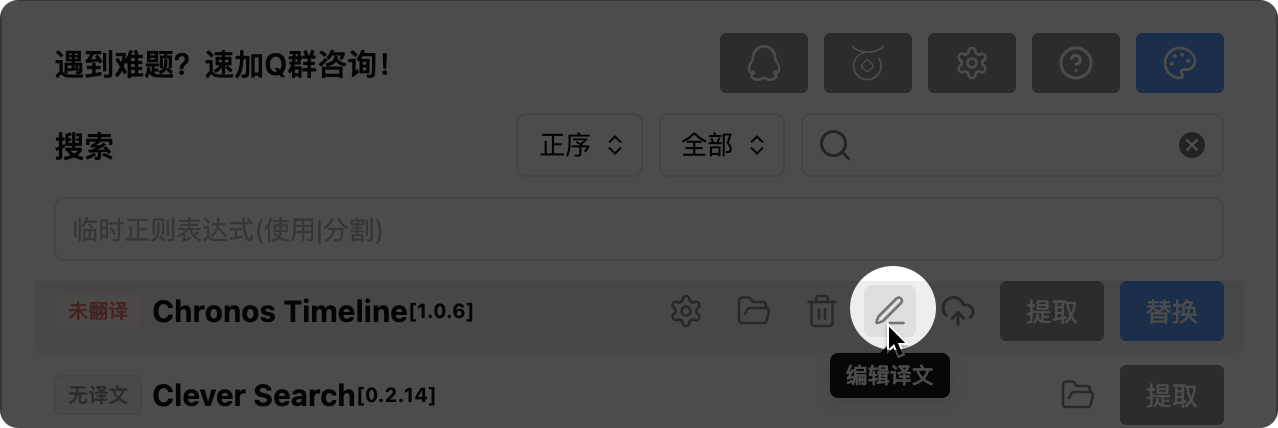 遇到难题？速加Q群咨询！
搜索 正序 全部
临时正则表达式(使用|分割)
未翻译 Chronos Timeline[1.0.6] 提取 替换
编辑译文
无译文 Clever Search[0.2.14] 提取